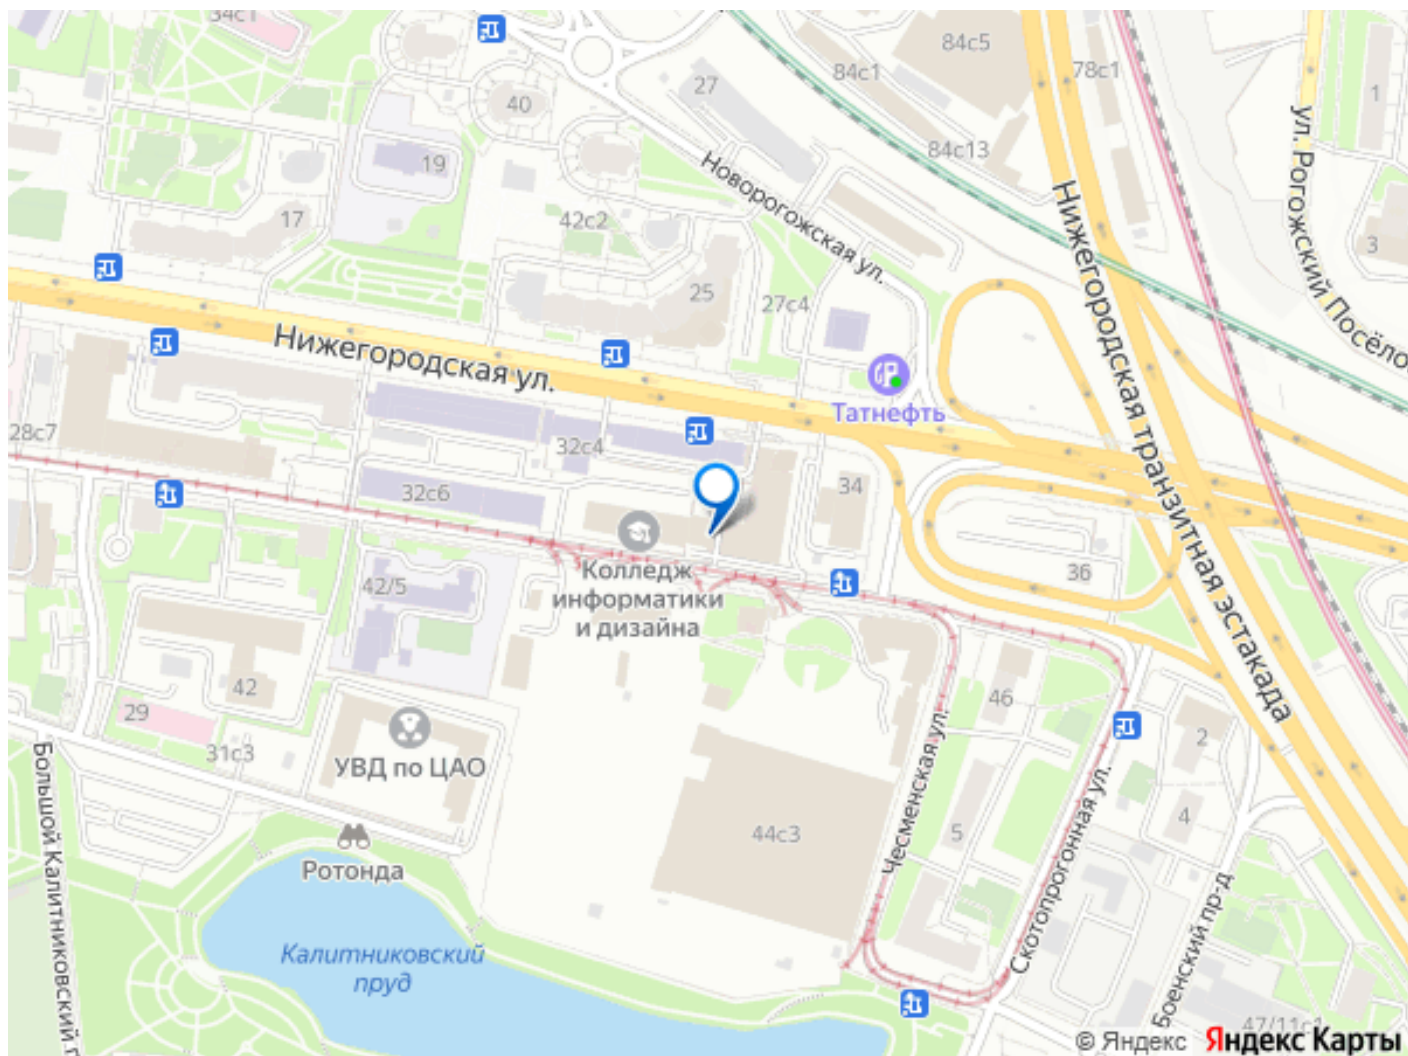 34с1
84с5
84с1
78с1
27
1
40
ул. Рогожский Посёло
84с13
19
Новорогожская ул.
Нижегородская транзитная эстакада
17
42с2
3
25
27с4
Нижегородская ул.
Татнефть
28с7
32с4
34
32с6
Колледж
информатики
и дизайна
36
42/5
42
46
29
31с3
2
УВД по ЦАО
Большой Калитниковский п
Чесменская ул.
Скотопрогонная ул.
44с3
5
4
Ротонда
Боенский пр-д
Калитниковский
пруд
47/11с1
© Яндекс Яндекс Карты